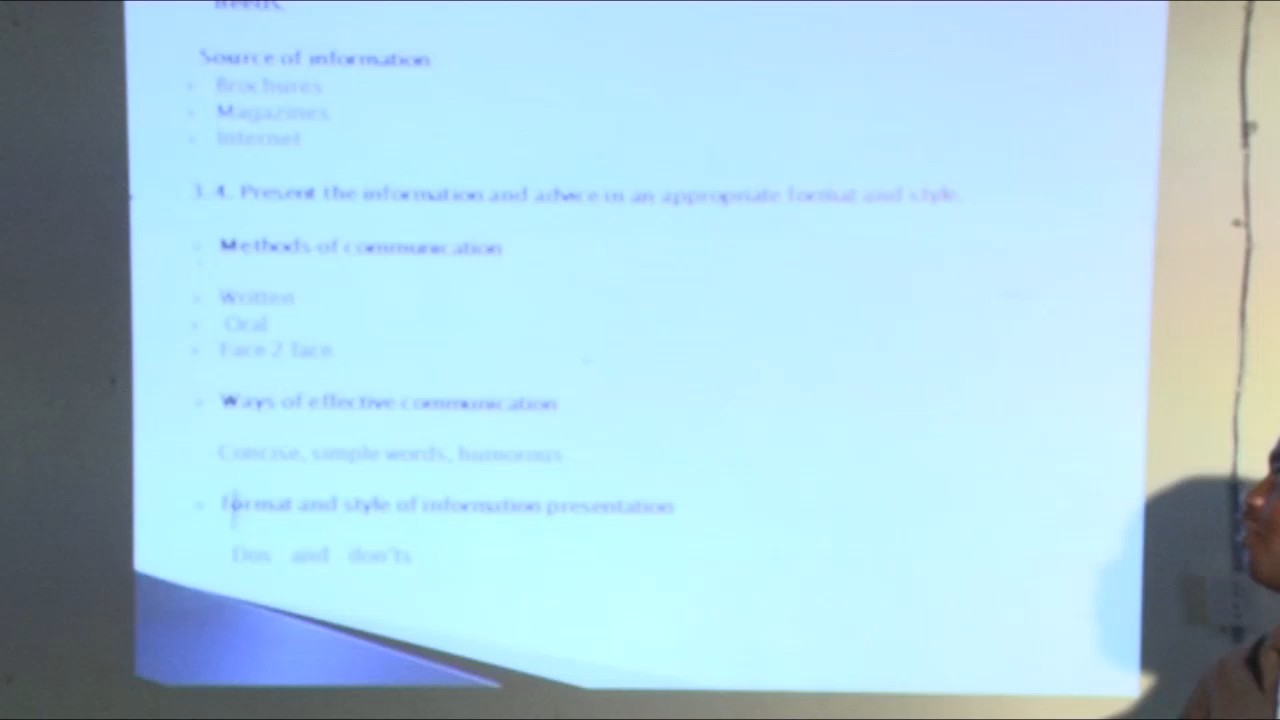 needs.
Source of information
Brochures
Magazines
Internet
3.4. Present the information and advice in an appropriate format and style.
Methods of communication
Written
Oral
Face 2 face
Ways of effective communication
Concise, simple words, humorous
format and style of information presentation
Dos and don'ts